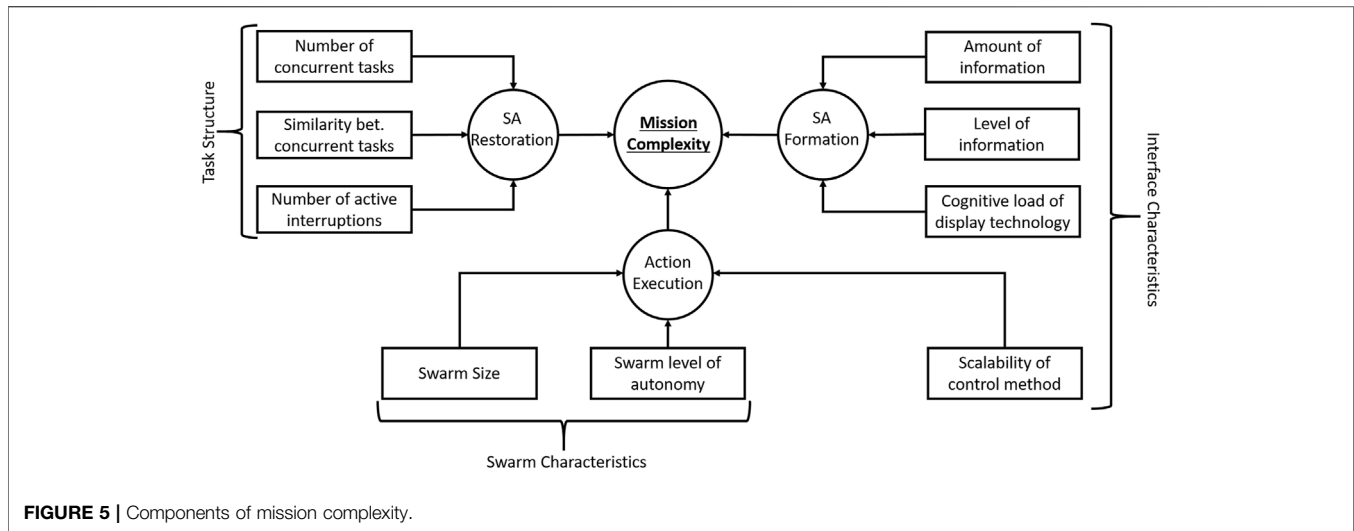 Task Structure
Number of
concurrent tasks
Similarity bet.
concurrent tasks
Number of active
interruptions
SA
Restoration
Mission
Complexity
SA
Formation
Amount of
information
Level of
information
Cognitive load of
display technology
Interface Characteristics
Action
Execution
Swarm Size
Swarm level of
autonomy
Scalability of
control method
Swarm Characteristics
FIGURE 5 | Components of mission complexity.